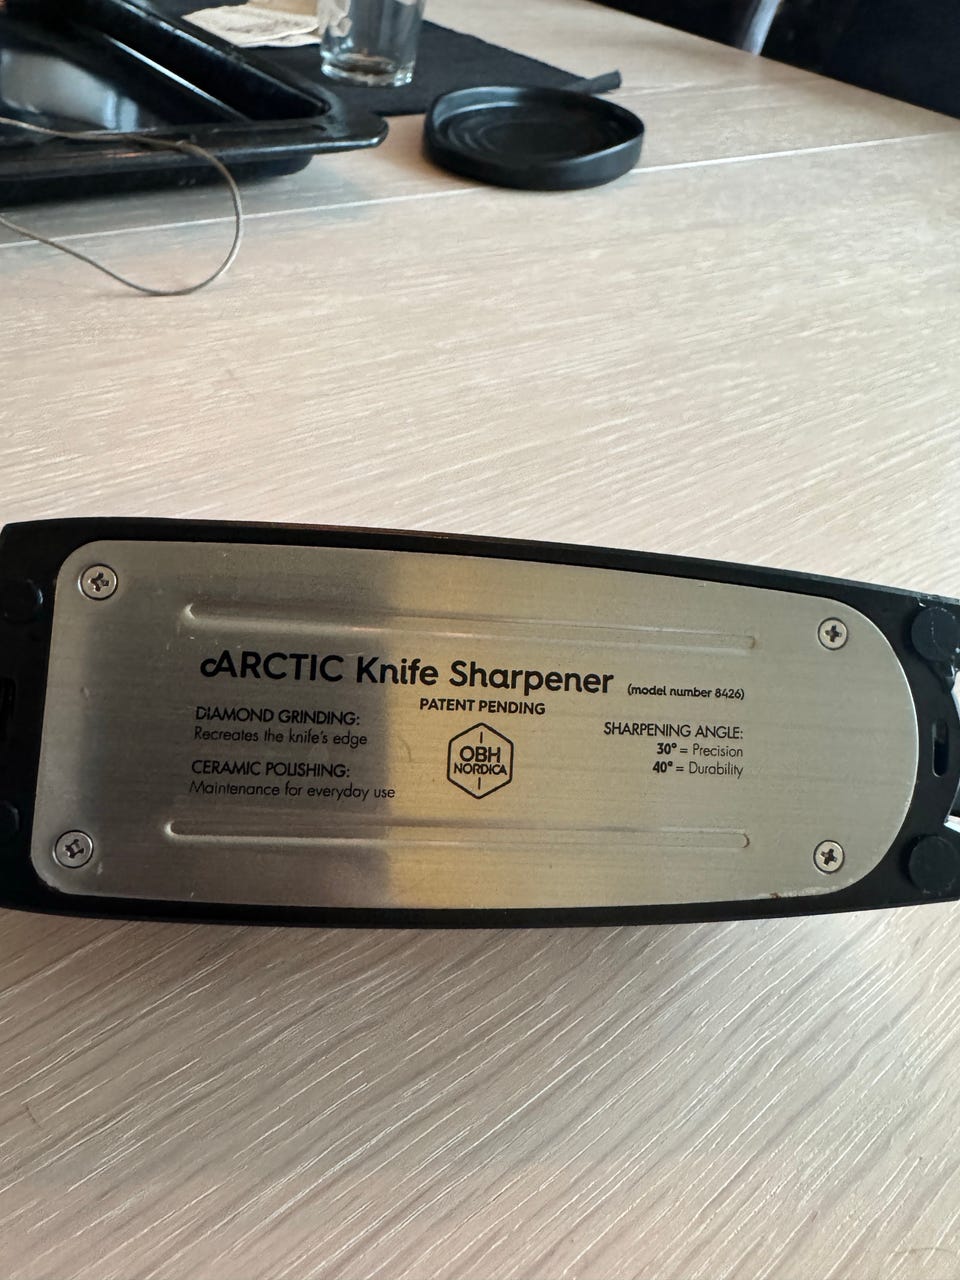 ARCTIC Knife Sharpener (model number 8426)
PATENT PENDING
DIAMOND GRINDING:
Recreates the knife's edge
CERAMIC POLISHING:
Maintenance for everyday use
OBH
NORDICA
SHARPENING ANGLE:
30° = Precision
40° = Durability